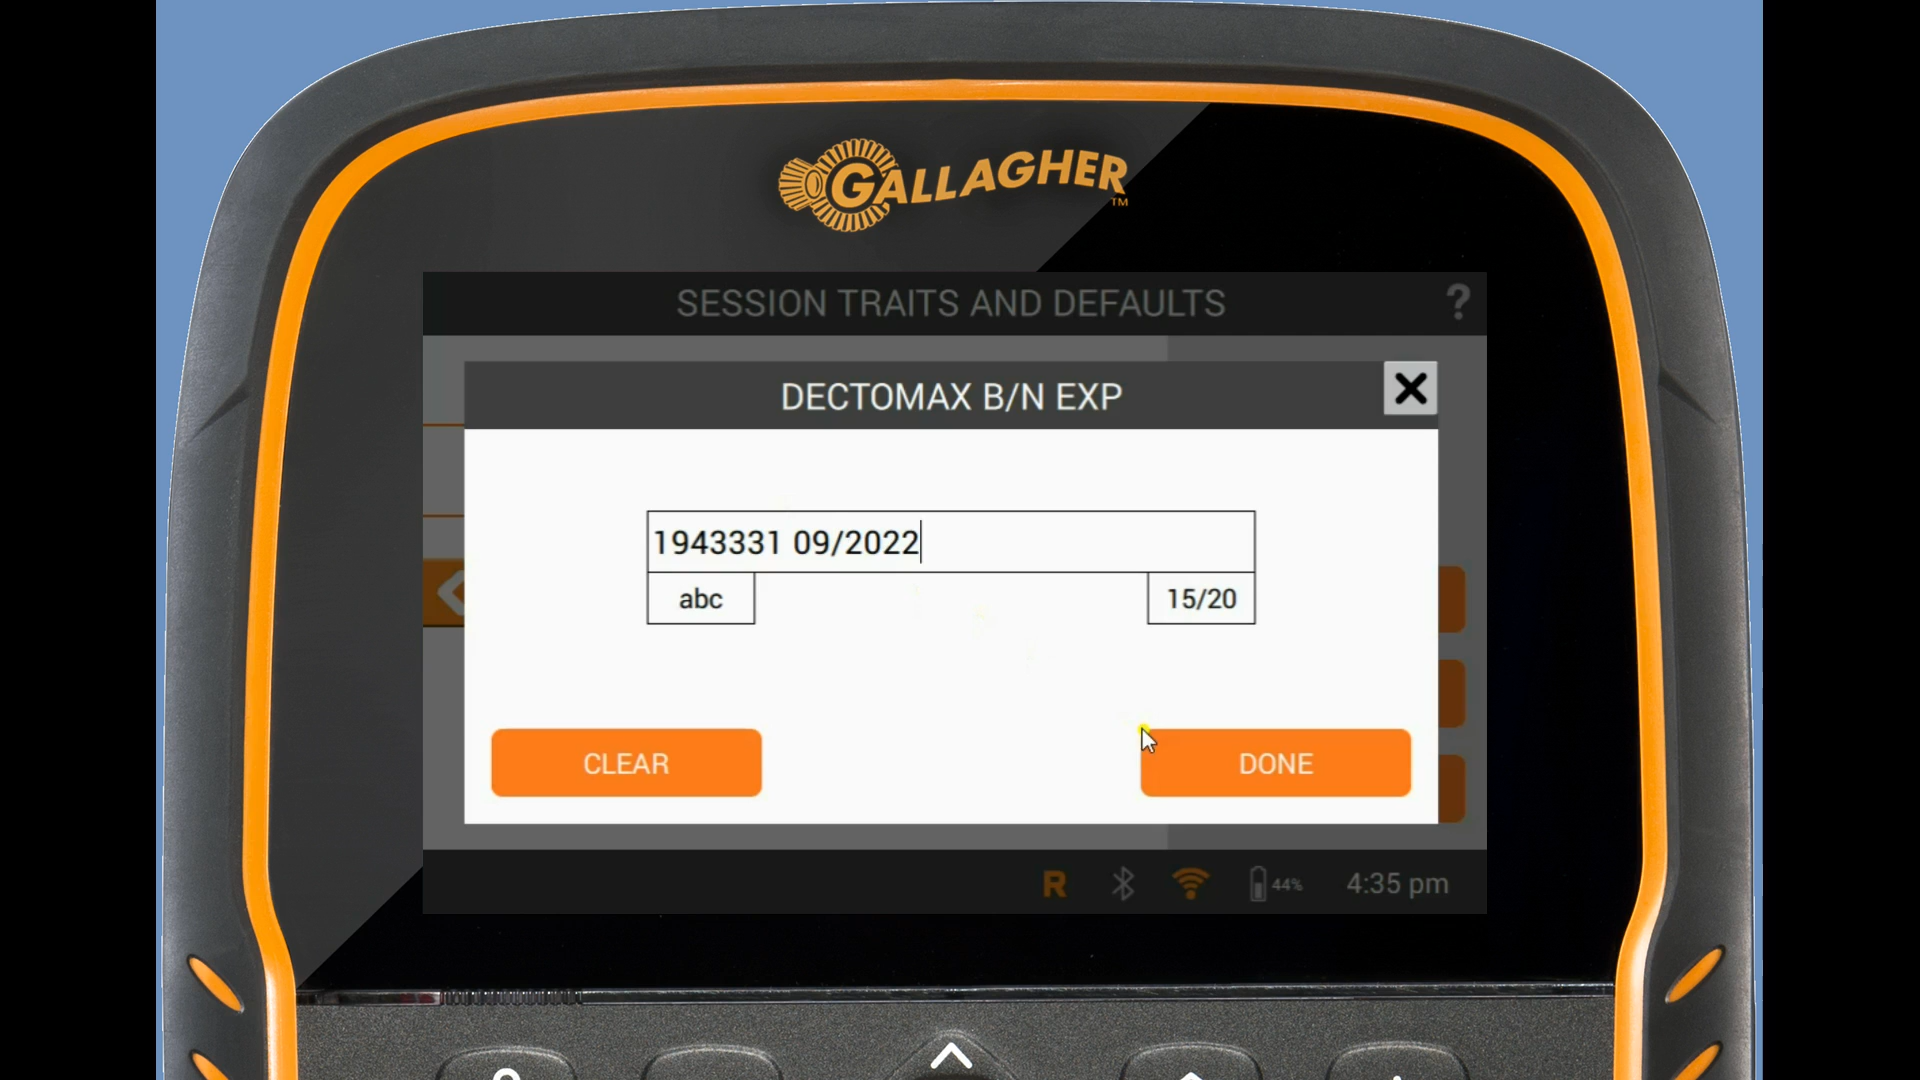 GALLAGHER
TM
SESSION TRAITS AND DEFAULTS
?
DECTOMAX B/N EXP
1943331 09/2022
abc
15/20
CLEAR
DONE
R
44%
4:35 pm